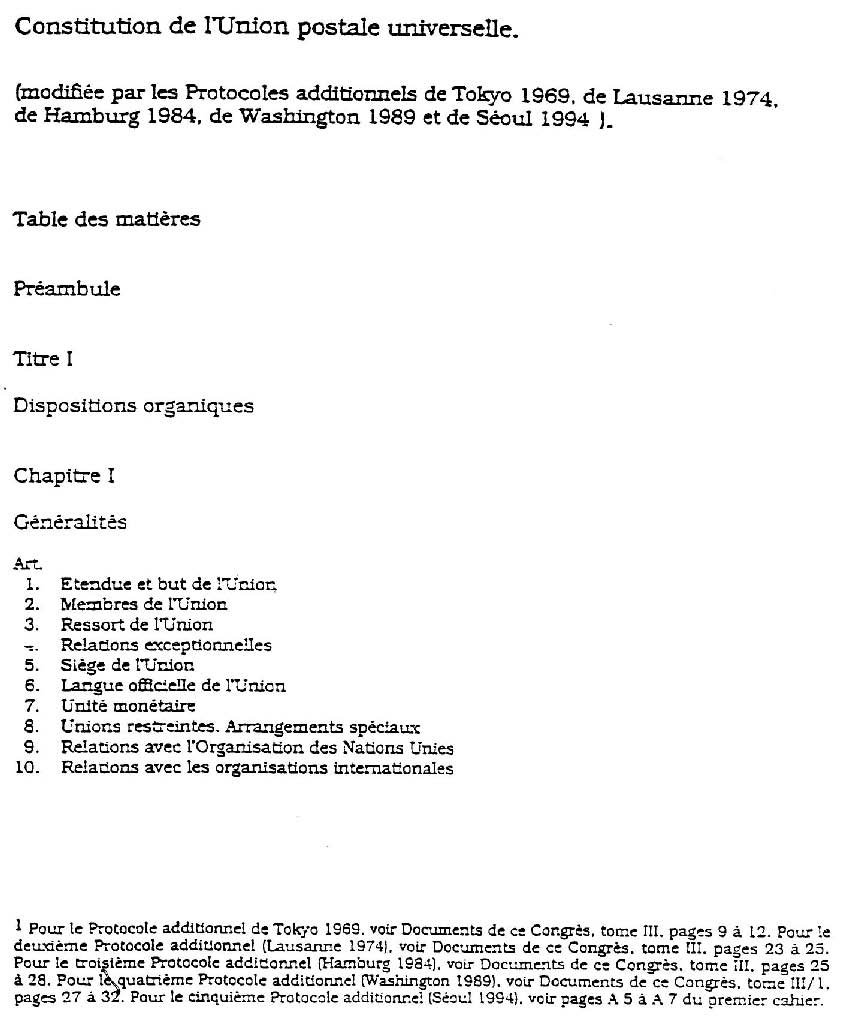 Constitution de l'Union postale universelle.
(modifiée par les Protocoles additionnels de Tokyo 1969, de Lausanne 1974,
de Hamburg 1984, de Washington 1989 et de Séoul 1994 ).
Table des matières
Préambule
Titre I
Dispositions organiques
Chapitre I
Généralités
Art.
1. Etendue et but de l'Union
2. Membres de l'Union
3. Ressort de l'Union
Relations exceptionnelles
5. Siège de l'Union
6. Langue officielle de l'Union
7. Unité monétaire
8. Unions restreintes. Arrangements spéciaux
9. Relations avec l'Organisation des Nations Unies
10. Relations avec les organisations internationales
1 Pour le Protocole additionnel de Tokyo 1969, voir Documents de ce Congrès, tome III, pages 9 à 12. Pour le
deuxième Protocole additionnel (Lausanne 1974), voir Documents de ce Congrès, tome III, pages 23 à 25.
Pour le troisième Protocole additionnel (Hamburg 1984), voir Documents de ce Congrès, tome III, pages 25
à 28. Pour le quatrième Protocole additionnel (Washington 1989), voir Documents de ce Congrès, tome III/1,
pages 27 à 32. Pour le cinquième Protocole additionnel (Séoul 1994), voir pages A 5 à A 7 du premier cahier.